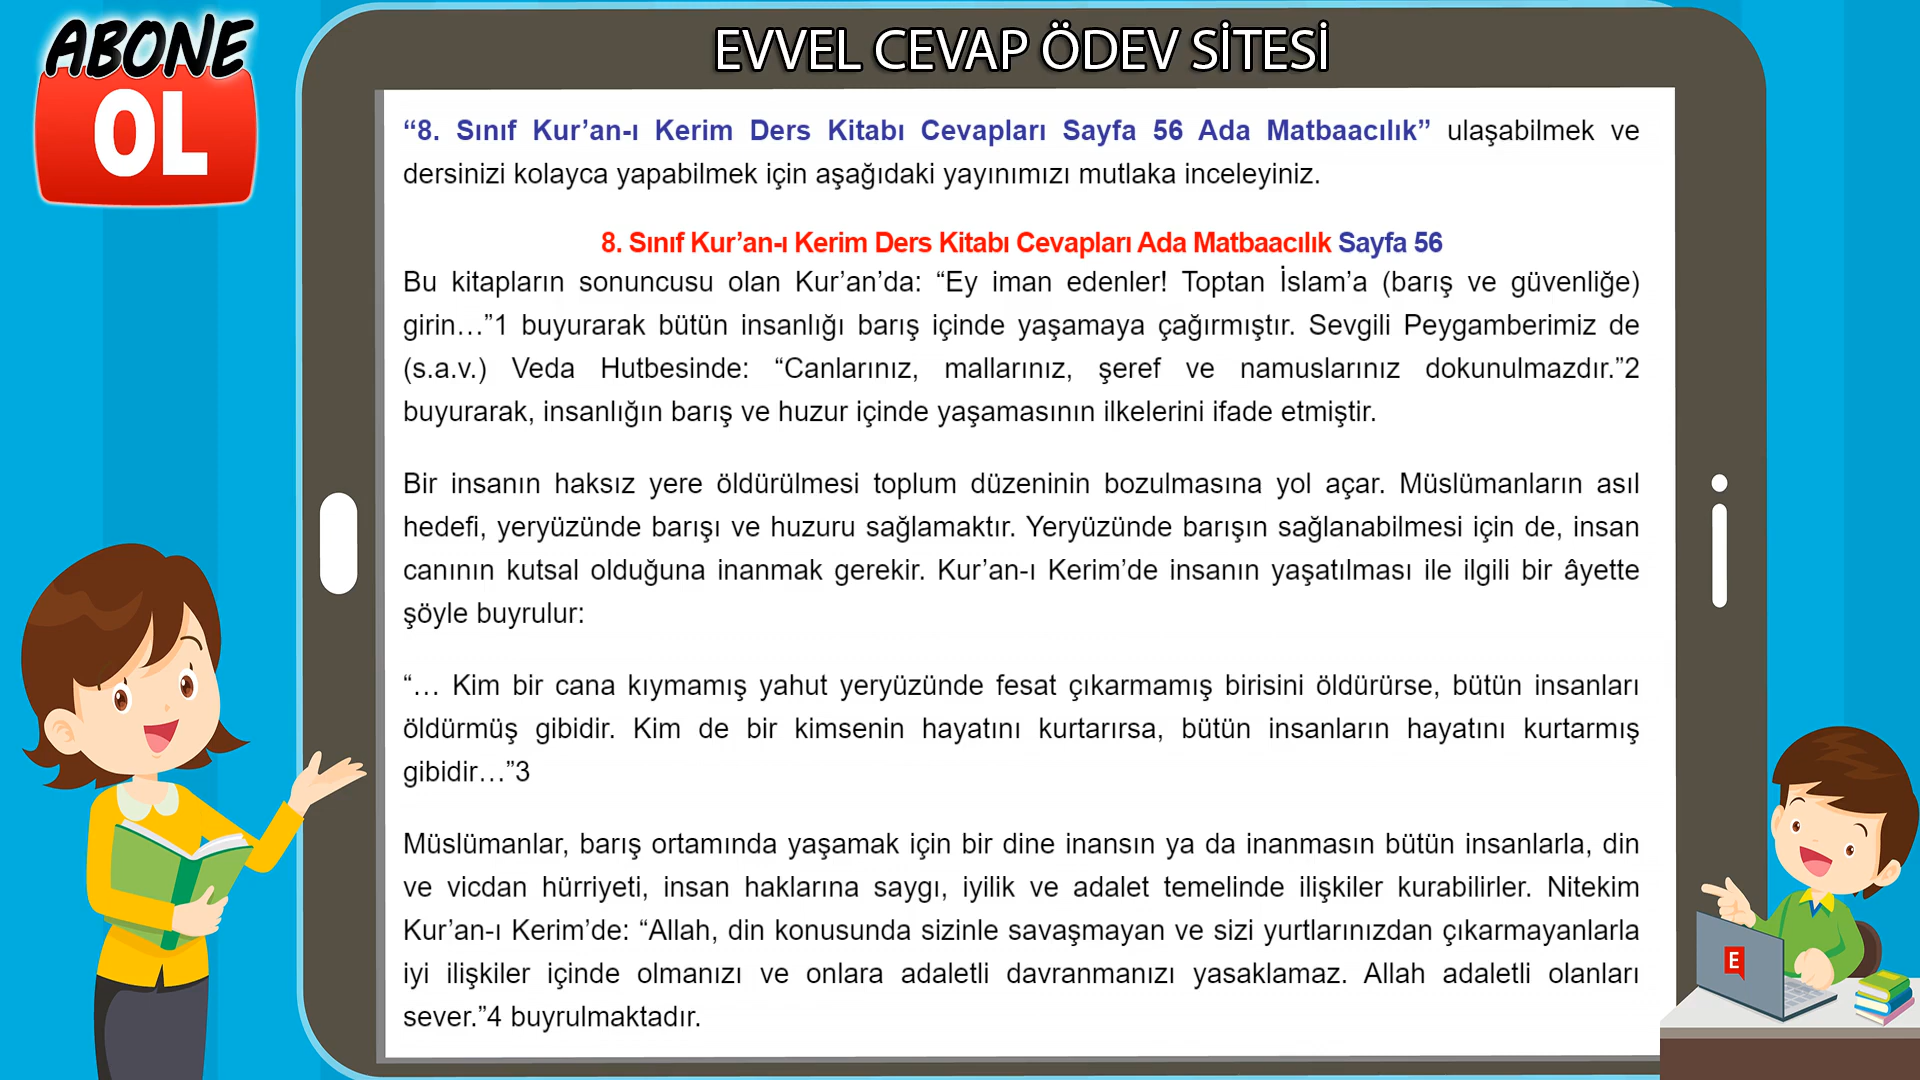 ABONE
OL
EVVEL CEVAP ÖDEV SİTESİ
“8. Sınıf Kur’an-ı Kerim Ders Kitabı Cevapları Sayfa 56 Ada Matbaacılık” ulaşabilmek ve
dersinizi kolayca yapabilmek için aşağıdaki yayınımızı mutlaka inceleyiniz.
8. Sınıf Kur’an-ı Kerim Ders Kitabı Cevapları Ada Matbaacılık Sayfa 56
Bu kitapların sonuncusu olan Kur’an’da: “Ey iman edenler! Toptan İslam’a (barış ve güvenliğe)
girin…”1 buyurarak bütün insanlığı barış içinde yaşamaya çağırmıştır. Sevgili Peygamberimiz de
(s.a.v.) Veda Hutbesinde: “Canlarınız, mallarınız, şeref ve namuslarınız dokunulmazdır.”2
buyurarak, insanlığın barış ve huzur içinde yaşamasının ilkelerini ifade etmiştir.
Bir insanın haksız yere öldürülmesi toplum düzeninin bozulmasına yol açar. Müslümanların asıl
hedefi, yeryüzünde barışı ve huzuru sağlamaktır. Yeryüzünde barışın sağlanabilmesi için de, insan
canının kutsal olduğuna inanmak gerekir. Kur’an-ı Kerim’de insanın yaşatılması ile ilgili bir âyette
şöyle buyrulur:
“… Kim bir cana kıymamış yahut yeryüzünde fesat çıkarmamış birisini öldürürse, bütün insanları
öldürmüş gibidir. Kim de bir kimsenin hayatını kurtarırsa, bütün insanların hayatını kurtarmış
gibidir…”3
Müslümanlar, barış ortamında yaşamak için bir dine inansın ya da inanmasın bütün insanlarla, din
ve vicdan hürriyeti, insan haklarına saygı, iyilik ve adalet temelinde ilişkiler kurabilirler. Nitekim
Kur’an-ı Kerim’de: “Allah, din konusunda sizinle savaşmayan ve sizi yurtlarınızdan çıkarmayanlarla
iyi ilişkiler içinde olmanızı ve onlara adaletli davranmanızı yasaklamaz. Allah adaletli olanları
sever.”4 buyrulmaktadır.
E